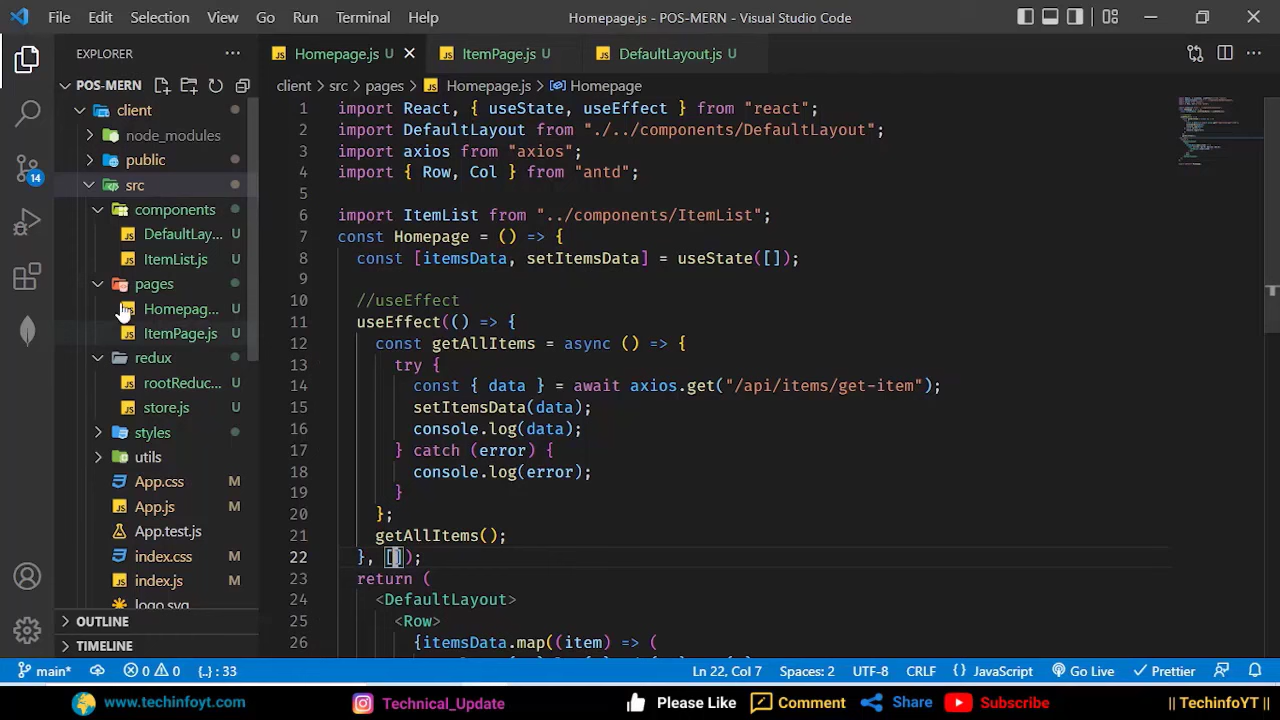 File Edit Selection View Go Run Terminal Help
Homepage.js - POS-MERN - Visual Studio Code
EXPLORER
POS-MERN
client
node_modules
public
src
components
DefaultLay... U
ItemList.js U
pages
Homepag... U
ItemPage.js U
redux
rootReduc... U
store.js U
styles
utils
App.css M
App.js M
App.test.js
index.css M
index.js M
logo.svg
OUTLINE
TIMELINE
14
JS Homepage.js U
JS ItemPage.js U
JS DefaultLayout.js U
client > src > pages > JS Homepage.js > Homepage
1 import React, { useState, useEffect } from "react";
2 import DefaultLayout from "./../components/DefaultLayout";
3 import axios from "axios";
4 import { Row, Col } from "antd";
5
6 import ItemList from "../components/ItemList";
7 const Homepage = () => {
8 const [itemsData, setItemsData] = useState([]);
9
10 //useEffect
11 useEffect(() => {
12 const getAllItems = async () => {
13 try {
14 const { data } = await axios.get("/api/items/get-item");
15 setItemsData(data);
16 console.log(data);
17 } catch (error) {
18 console.log(error);
19 }
20 };
21 getAllItems();
22 }, []);
23 return (
24 <DefaultLayout>
25 <Row>
26 {itemsData.map((item) => (
main* 0 0 {..} : 33
Ln 22, Col 7 Spaces: 2 UTF-8 CRLF {} JavaScript Go Live Prettier
www.techinfoyt.com Technical_Update Please Like Comment Share Subscribe || TechinfoYT ||